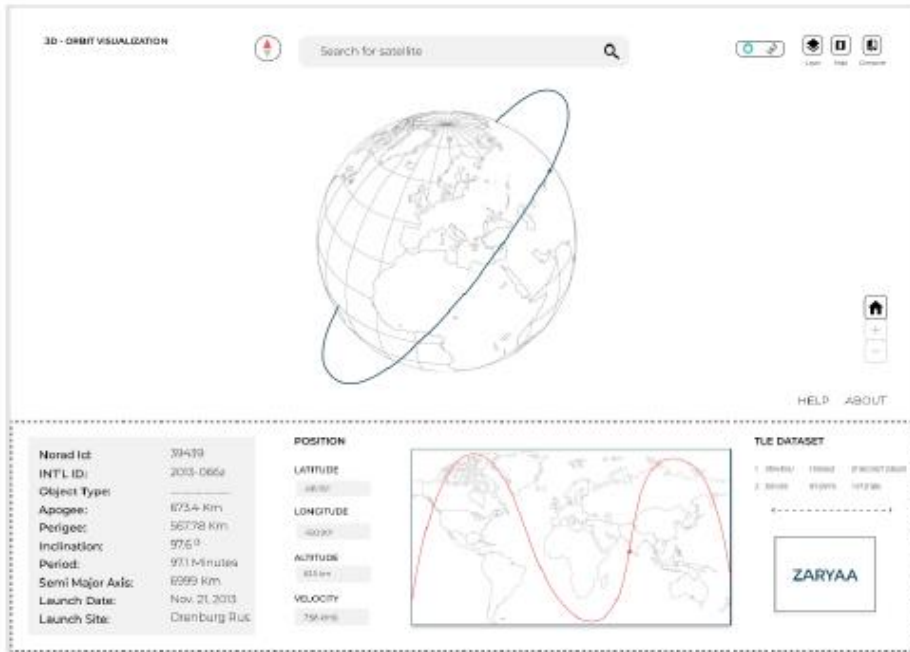 3D - ORBIT VISUALIZATION
Search for satellite
HELP ABOUT
Norad Id: 39439
INT'L ID: 2013-066e
Object Type:
Apogee: 673.4 Km
Perigee: 567.78 Km
Inclination: 97.6 º
Period: 97.1 Minutes
Semi Major Axis: 6999 Km
Launch Date: Nov. 21, 2013
Launch Site: Orenburg Rus
POSITION
LATITUDE
LONGITUDE
ALTITUDE
VELOCITY
TLE DATASET
ZARYAA